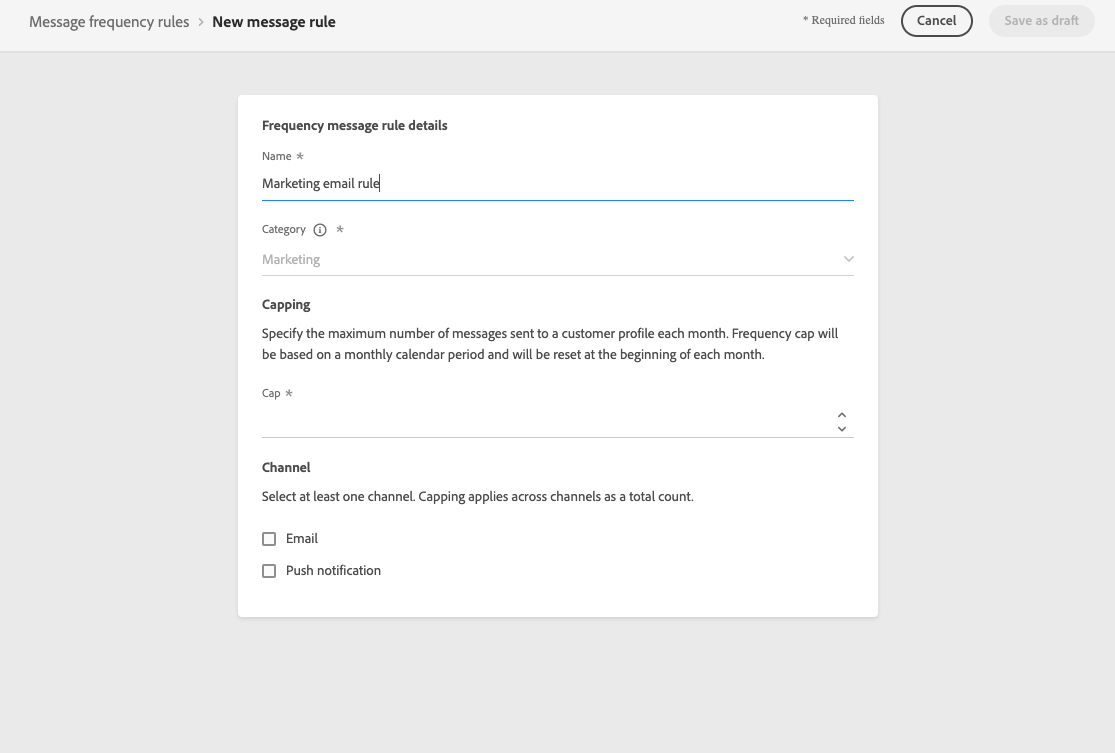 Message frequency rules > New message rule
* Required fields
Cancel
Save as draft
Frequency message rule details
Name *
Marketing email rule
Category *
Marketing
Capping
Specify the maximum number of messages sent to a customer profile each month. Frequency cap will
be based on a monthly calendar period and will be reset at the beginning of each month.
Cap *
Channel
Select at least one channel. Capping applies across channels as a total count.
Email
Push notification